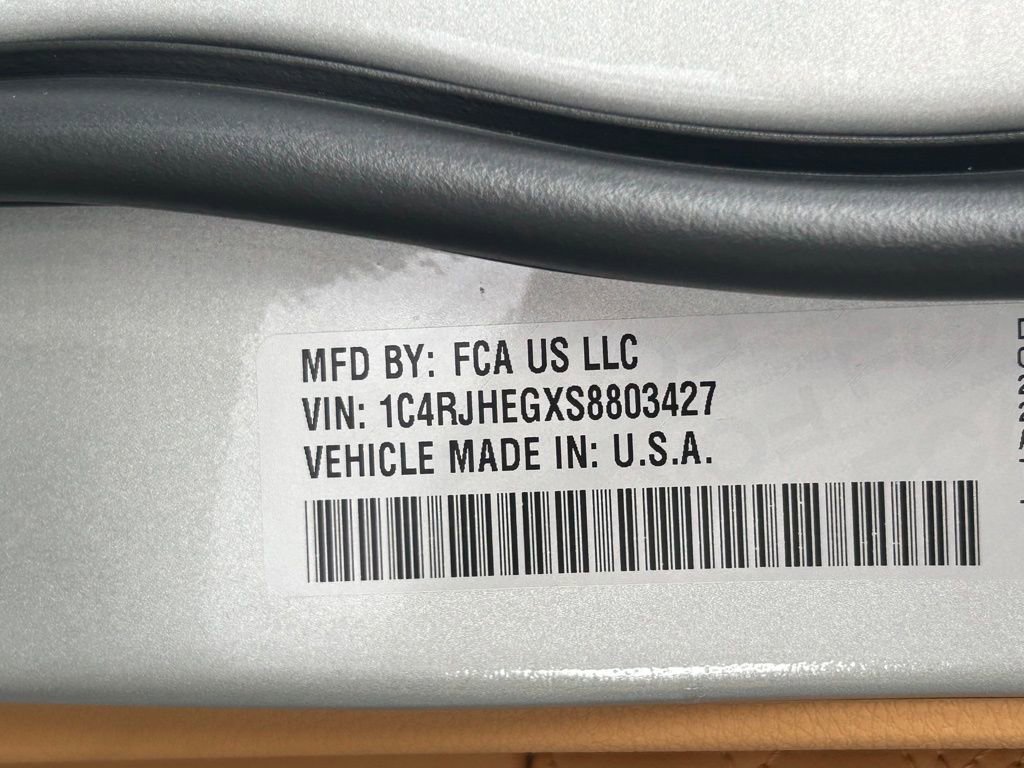 MFD BY: FCA US LLC
VIN: 1C4RJHEGXS8803427
VEHICLE MADE IN: U.S.A.